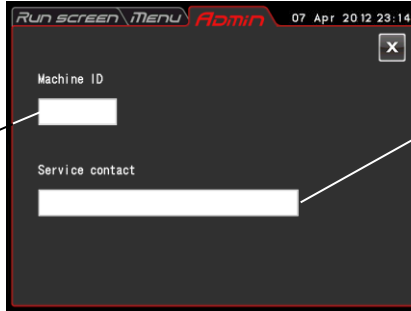 Run screen Menu Admin 07 Apr 2012 23:14
X
Machine ID
Service contact